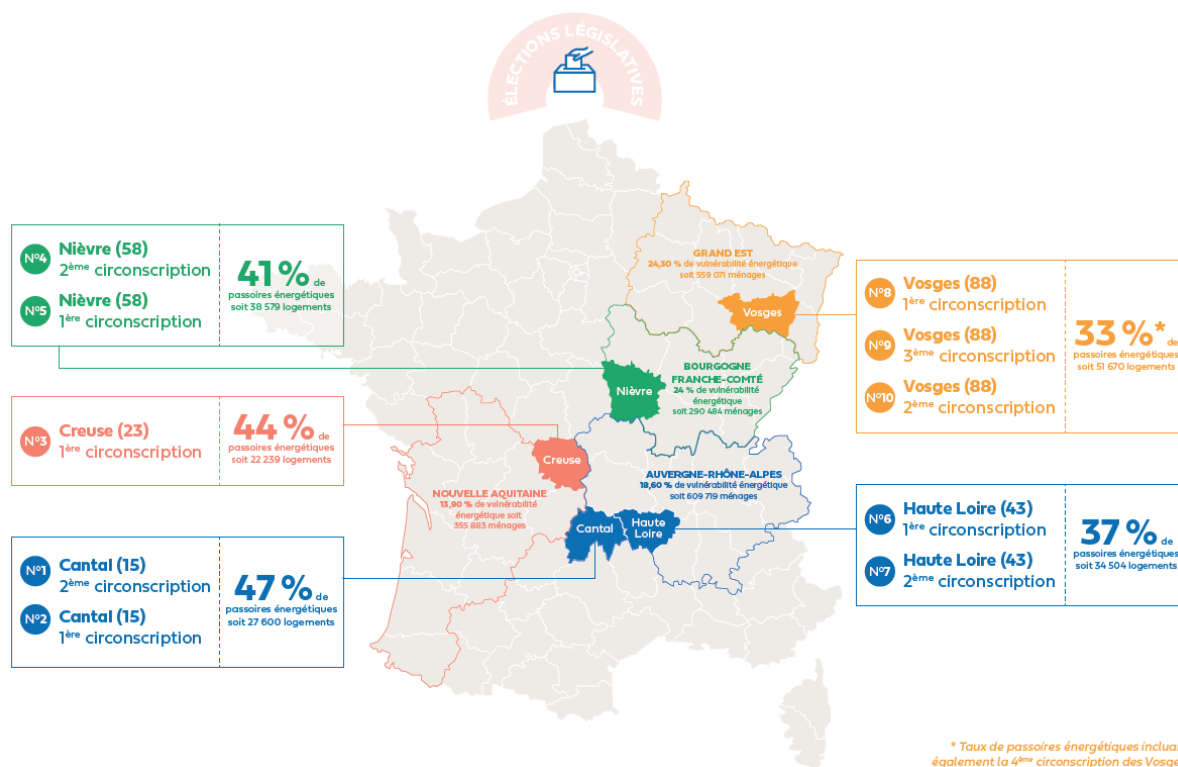 ÉLECTIONS LÉGISLATIVES
N°4 Nièvre (58)
2ème circonscription
N°5 Nièvre (58)
1ère circonscription
41 % de
passoires énergétiques
soit 38 579 logements
N°3 Creuse (23)
1ère circonscription
44 % de
passoires énergétiques
soit 22 239 logements
N°1 Cantal (15)
2ème circonscription
N°2 Cantal (15)
1ère circonscription
47 % de
passoires énergétiques
soit 27 600 logements
GRAND EST
24,30 % de vulnérabilité énergétique
soit 559 071 ménages
Vosges
BOURGOGNE
FRANCHE-COMTÉ
24 % de vulnérabilité
énergétique
soit 290 484 ménages
Nièvre
Creuse
AUVERGNE-RHÔNE-ALPES
18,60 % de vulnérabilité énergétique
soit 609 719 ménages
NOUVELLE AQUITAINE
13,90 % de vulnérabilité
énergétique soit
355 883 ménages
Cantal
Haute
Loire
N°8 Vosges (88)
1ère circonscription
N°9 Vosges (88)
3ème circonscription
N°10 Vosges (88)
2ème circonscription
33 %* de
passoires énergétiques
soit 51 670 logements
N°6 Haute Loire (43)
1ère circonscription
N°7 Haute Loire (43)
2ème circonscription
37 % de
passoires énergétiques
soit 34 504 logements
* Taux de passoires énergétiques incluan
également la 4ème circonscription des Vosge